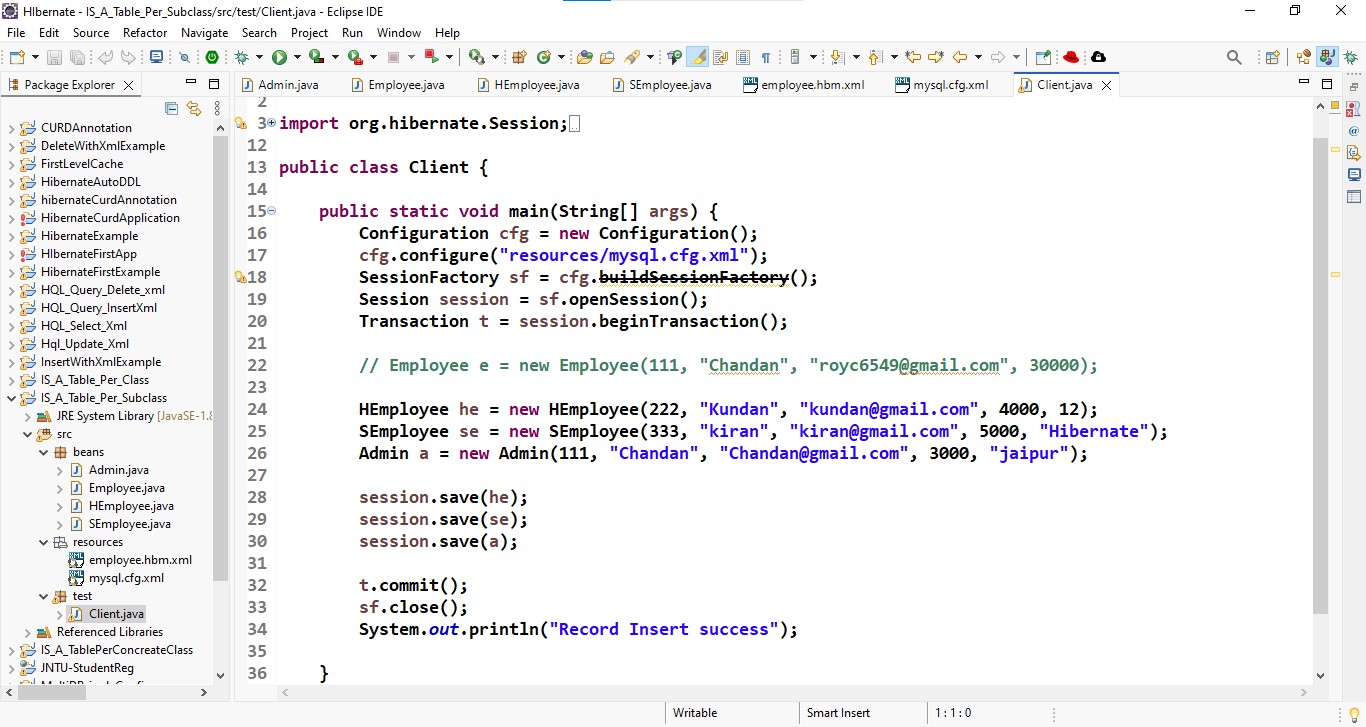 HIbernate - IS_A_Table_Per_Subclass/src/test/Client.java - Eclipse IDE
File Edit Source Refactor Navigate Search Project Run Window Help
Package Explorer
Admin.java Employee.java HEmployee.java SEmployee.java employee.hbm.xml mysql.cfg.xml Client.java
CURDAnnotation
DeleteWithXmlExample
FirstLevelCache
HibernateAutoDDL
hibernateCurdAnnotation
HibernateCurdApplication
HibernateExample
HIbernateFirstApp
HibernateFirstExample
HQL_Query_Delete_xml
HQL_Query_InsertXml
HQL_Select_Xml
Hql_Update_Xml
InsertWithXmlExample
IS_A_Table_Per_Class
IS_A_Table_Per_Subclass
JRE System Library [JavaSE-1.8
src
beans
Admin.java
Employee.java
HEmployee.java
SEmployee.java
resources
employee.hbm.xml
mysql.cfg.xml
test
Client.java
Referenced Libraries
IS_A_TablePerConcreateClass
JNTU-StudentReg
2
3 import org.hibernate.Session;
12
13 public class Client {
14
15 public static void main(String[] args) {
16 Configuration cfg = new Configuration();
17 cfg.configure("resources/mysql.cfg.xml");
18 SessionFactory sf = cfg.buildSessionFactory();
19 Session session = sf.openSession();
20 Transaction t = session.beginTransaction();
21
22 // Employee e = new Employee(111, "Chandan", "royc6549@gmail.com", 30000);
23
24 HEmployee he = new HEmployee(222, "Kundan", "kundan@gmail.com", 4000, 12);
25 SEmployee se = new SEmployee(333, "kiran", "kiran@gmail.com", 5000, "Hibernate");
26 Admin a = new Admin(111, "Chandan", "Chandan@gmail.com", 3000, "jaipur");
27
28 session.save(he);
29 session.save(se);
30 session.save(a);
31
32 t.commit();
33 sf.close();
34 System.out.println("Record Insert success");
35
36 }
Writable Smart Insert 1:1:0